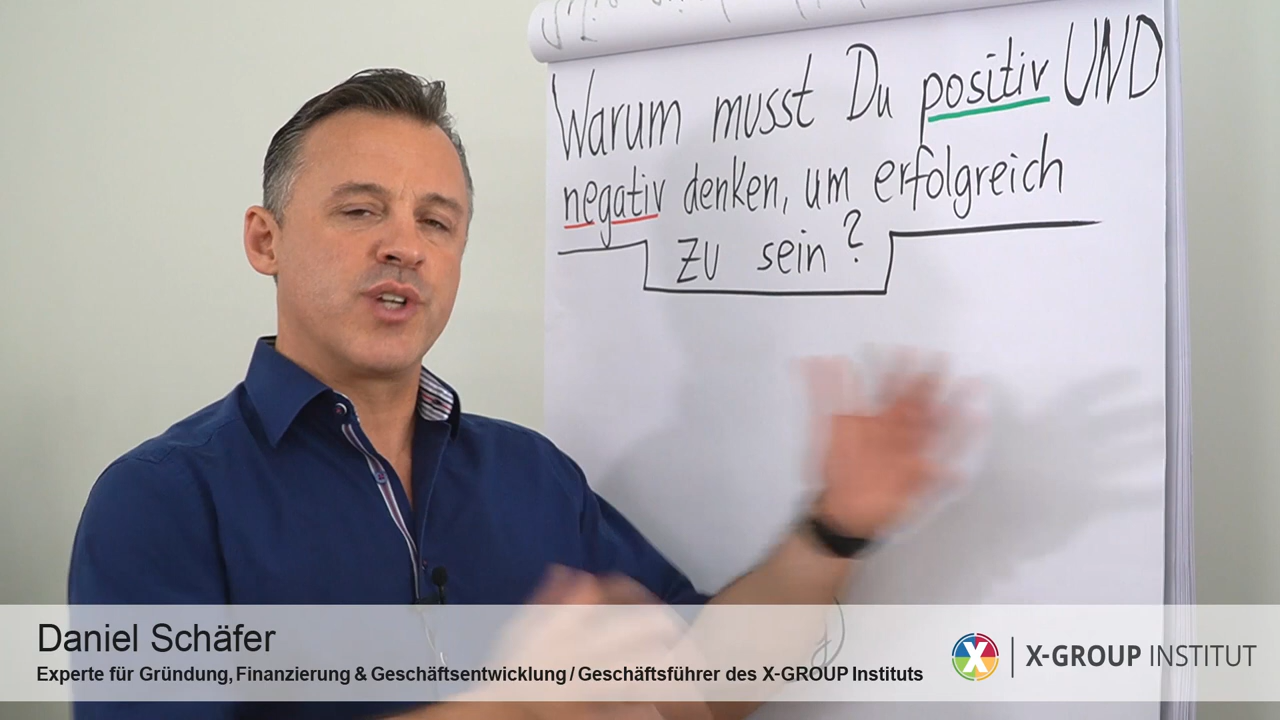 Warum musst Du positiv UND
negativ denken, um erfolgreich
zu sein?
Daniel Schäfer
Experte für Gründung, Finanzierung & Geschäftsentwicklung / Geschäftsführer des X-GROUP Instituts
X
X-GROUP INSTITUT